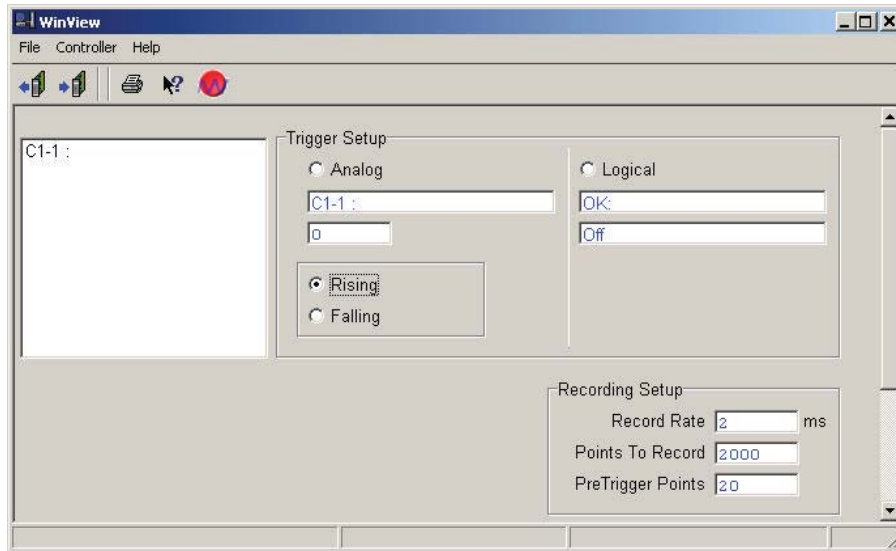 WinView
File Controller Help
C1-1 :
Trigger Setup
Analog
C1-1 :
0
Rising
Falling
Logical
OK:
Off
Recording Setup
Record Rate 2 ms
Points To Record 2000
PreTrigger Points 20